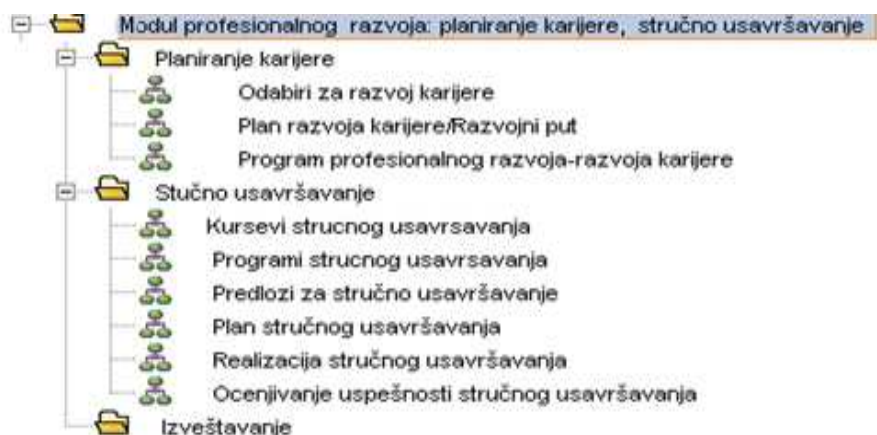 Modul profesionalnog razvoja: planiranje karijere, stručno usavršavanje
Planiranje karijere
Odabiri za razvoj karijere
Plan razvoja karijere/Razvojni put
Program profesionalnog razvoja-razvoja karijere
Stučno usavršavanje
Kursevi strucnog usavrsavanja
Programi strucnog usavrsavanja
Predlozi za stručno usavršavanje
Plan stručnog usavršavanja
Realizacija stručnog usavršavanja
Ocenjivanje uspešnosti stručnog usavršavanja
Izveštavanje